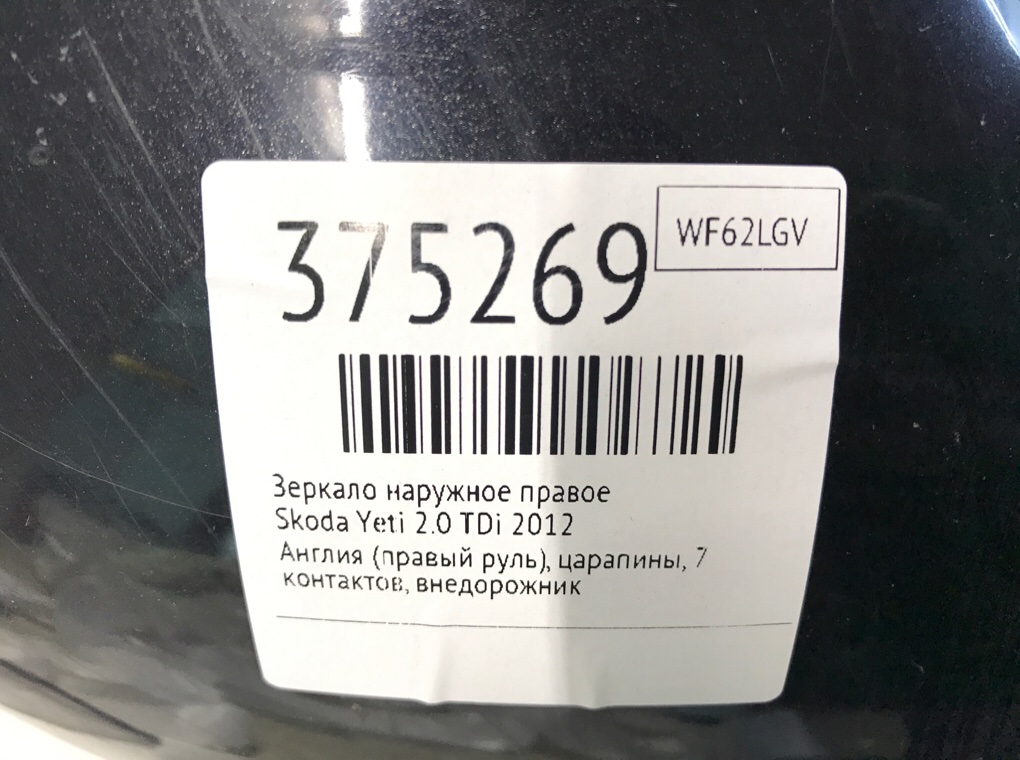 375269
WF62LGV
Зеркало наружное правое
Skoda Yeti 2.0 TDi 2012
Англия (правый руль), царапины, 7
контактов, внедорожник